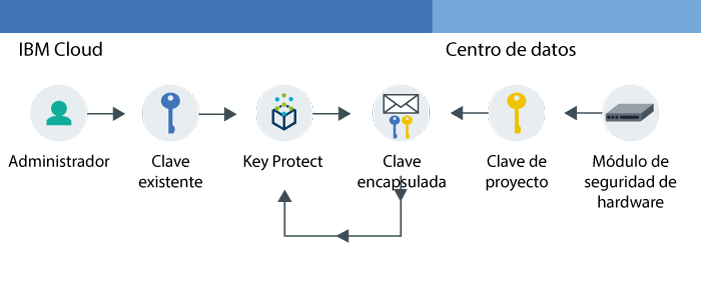 IBM Cloud
Centro de datos
Administrador
Clave
existente
Key Protect
Clave
encapsulada
Clave de
proyecto
Módulo de
seguridad de
hardware